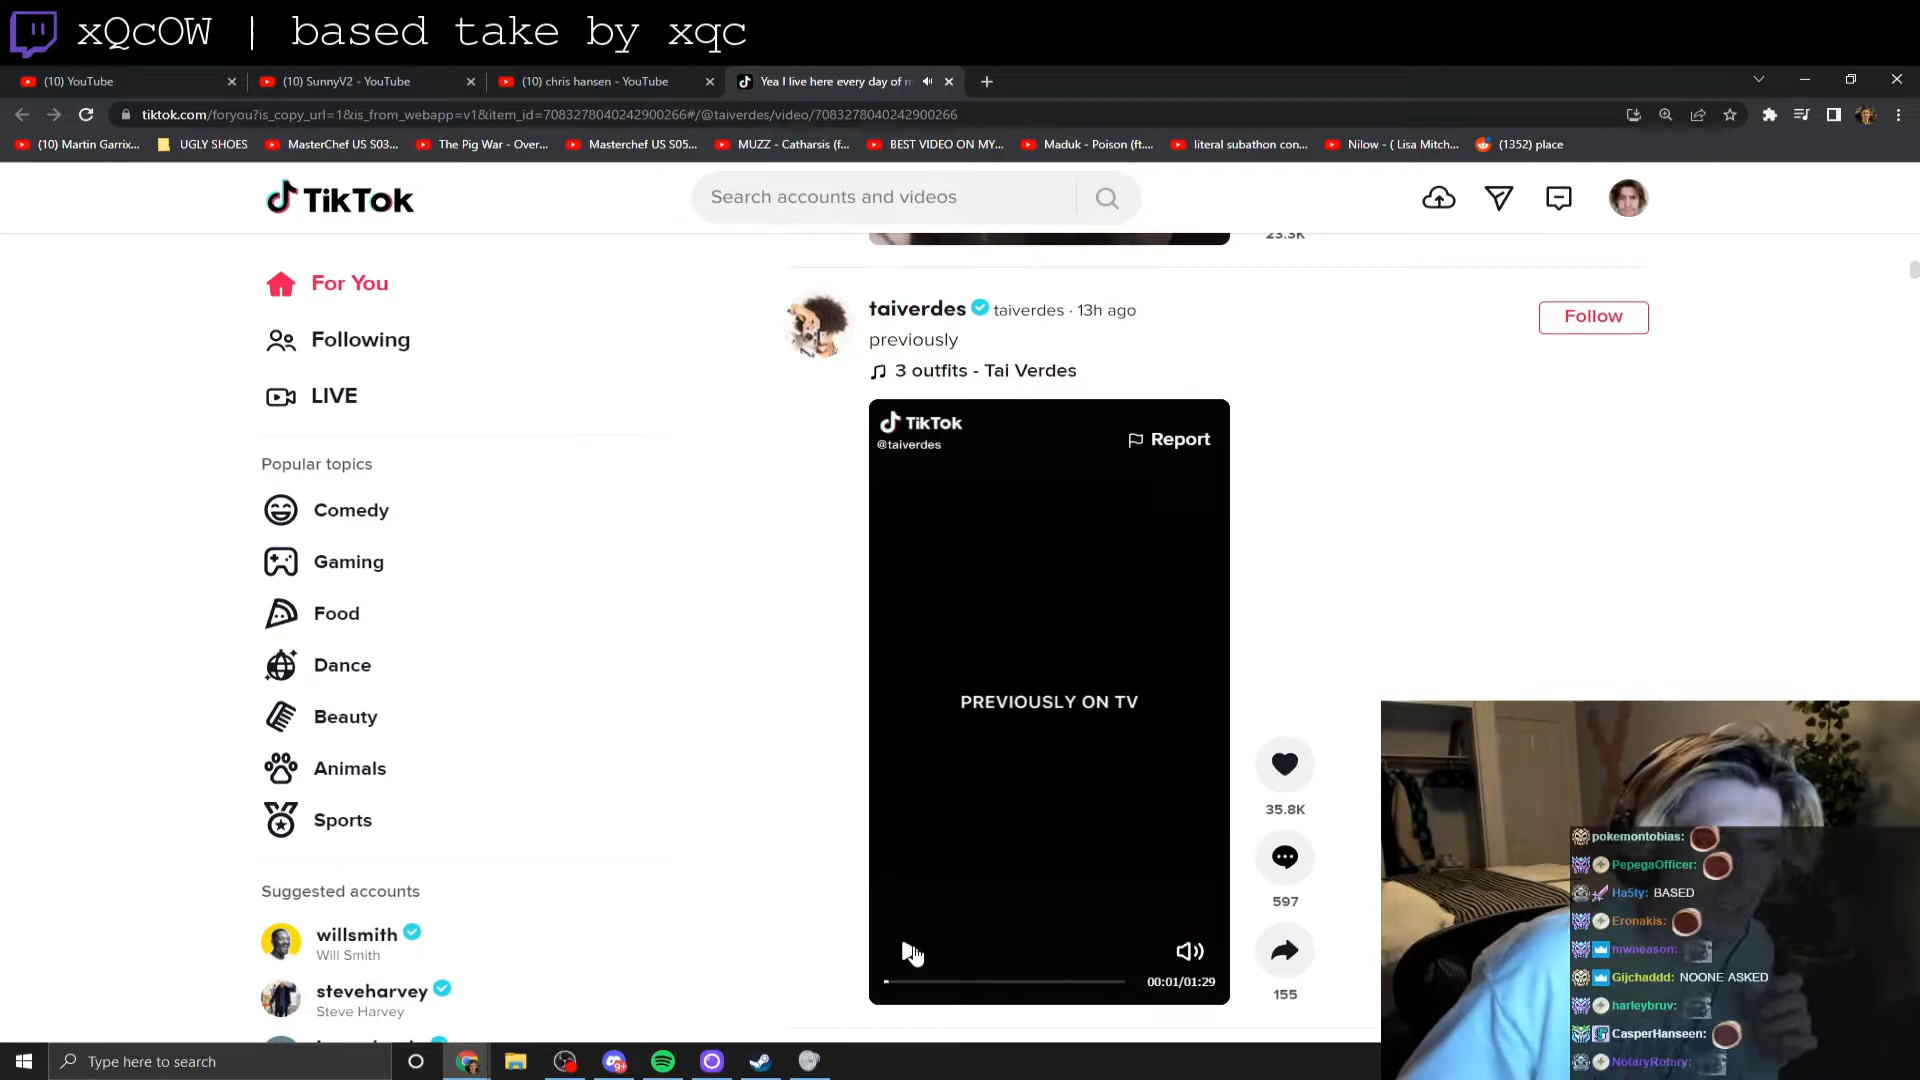 xQcOW | based take by xqc
(10) YouTube
(10) SunnyV2 - YouTube
(10) chris hansen - YouTube
Yea I live here every day of m
tiktok.com/foryou?is_copy_url=1&is_from_webapp=v1&item_id=7083278040242900266#/@taiverdes/video/7083278040242900266
(10) Martin Garrix...
UGLY SHOES
MasterChef US S03...
The Pig War - Over...
Masterchef US S05...
MUZZ - Catharsis (f...
BEST VIDEO ON MY...
Maduk - Poison (ft....
literal subathon con...
Nilow - ( Lisa Mitch...
(1352) place
TikTok
Search accounts and videos
23.3K
For You
Following
LIVE
Popular topics
Comedy
Gaming
Food
Dance
Beauty
Animals
Sports
Suggested accounts
willsmith
Will Smith
steveharvey
Steve Harvey
taiverdes taiverdes · 13h ago
Follow
previously
3 outfits - Tai Verdes
TikTok
@taiverdes
Report
PREVIOUSLY ON TV
00:01/01:29
35.8K
597
155
pokemontobias:
PepegaOfficer:
Ha5ty: BASED
Eronakis:
mwneason:
Gijchaddd: NOONE ASKED
harleybruv:
CasperHanseen:
NotaryRotary:
Type here to search
9+